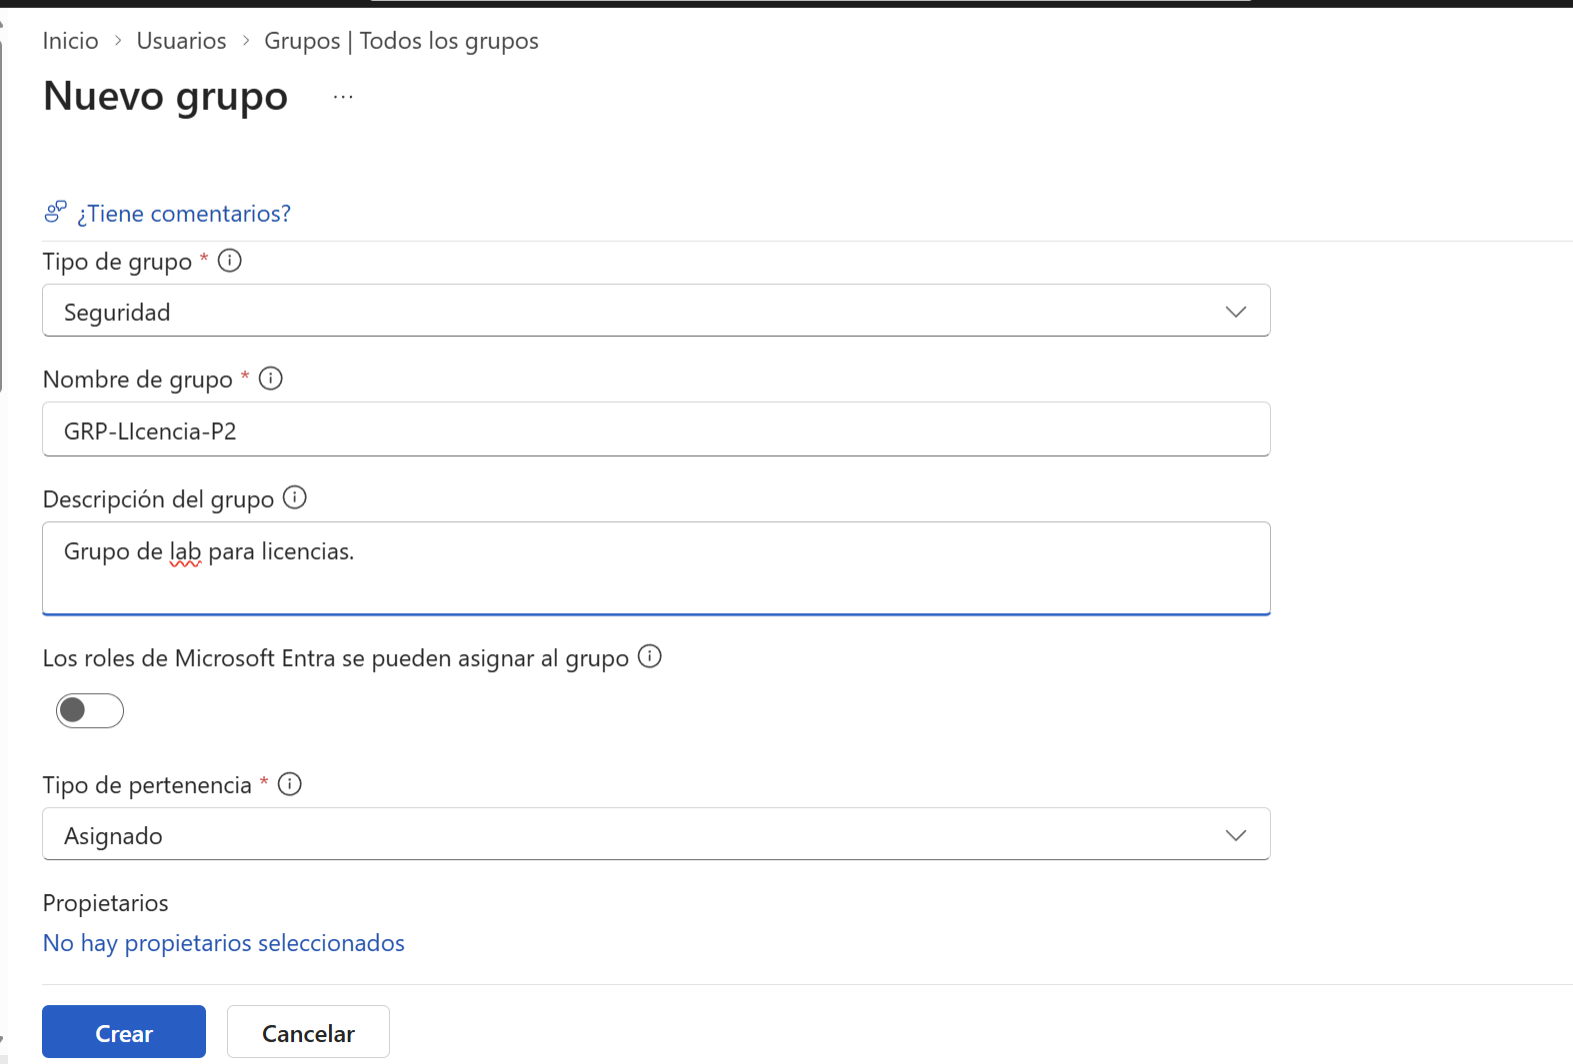 Inicio > Usuarios > Grupos | Todos los grupos
Nuevo grupo ...
¿Tiene comentarios?
Tipo de grupo *
Seguridad
Nombre de grupo *
GRP-LIcencia-P2
Descripción del grupo
Grupo de lab para licencias.
Los roles de Microsoft Entra se pueden asignar al grupo
Tipo de pertenencia *
Asignado
Propietarios
No hay propietarios seleccionados
Crear Cancelar